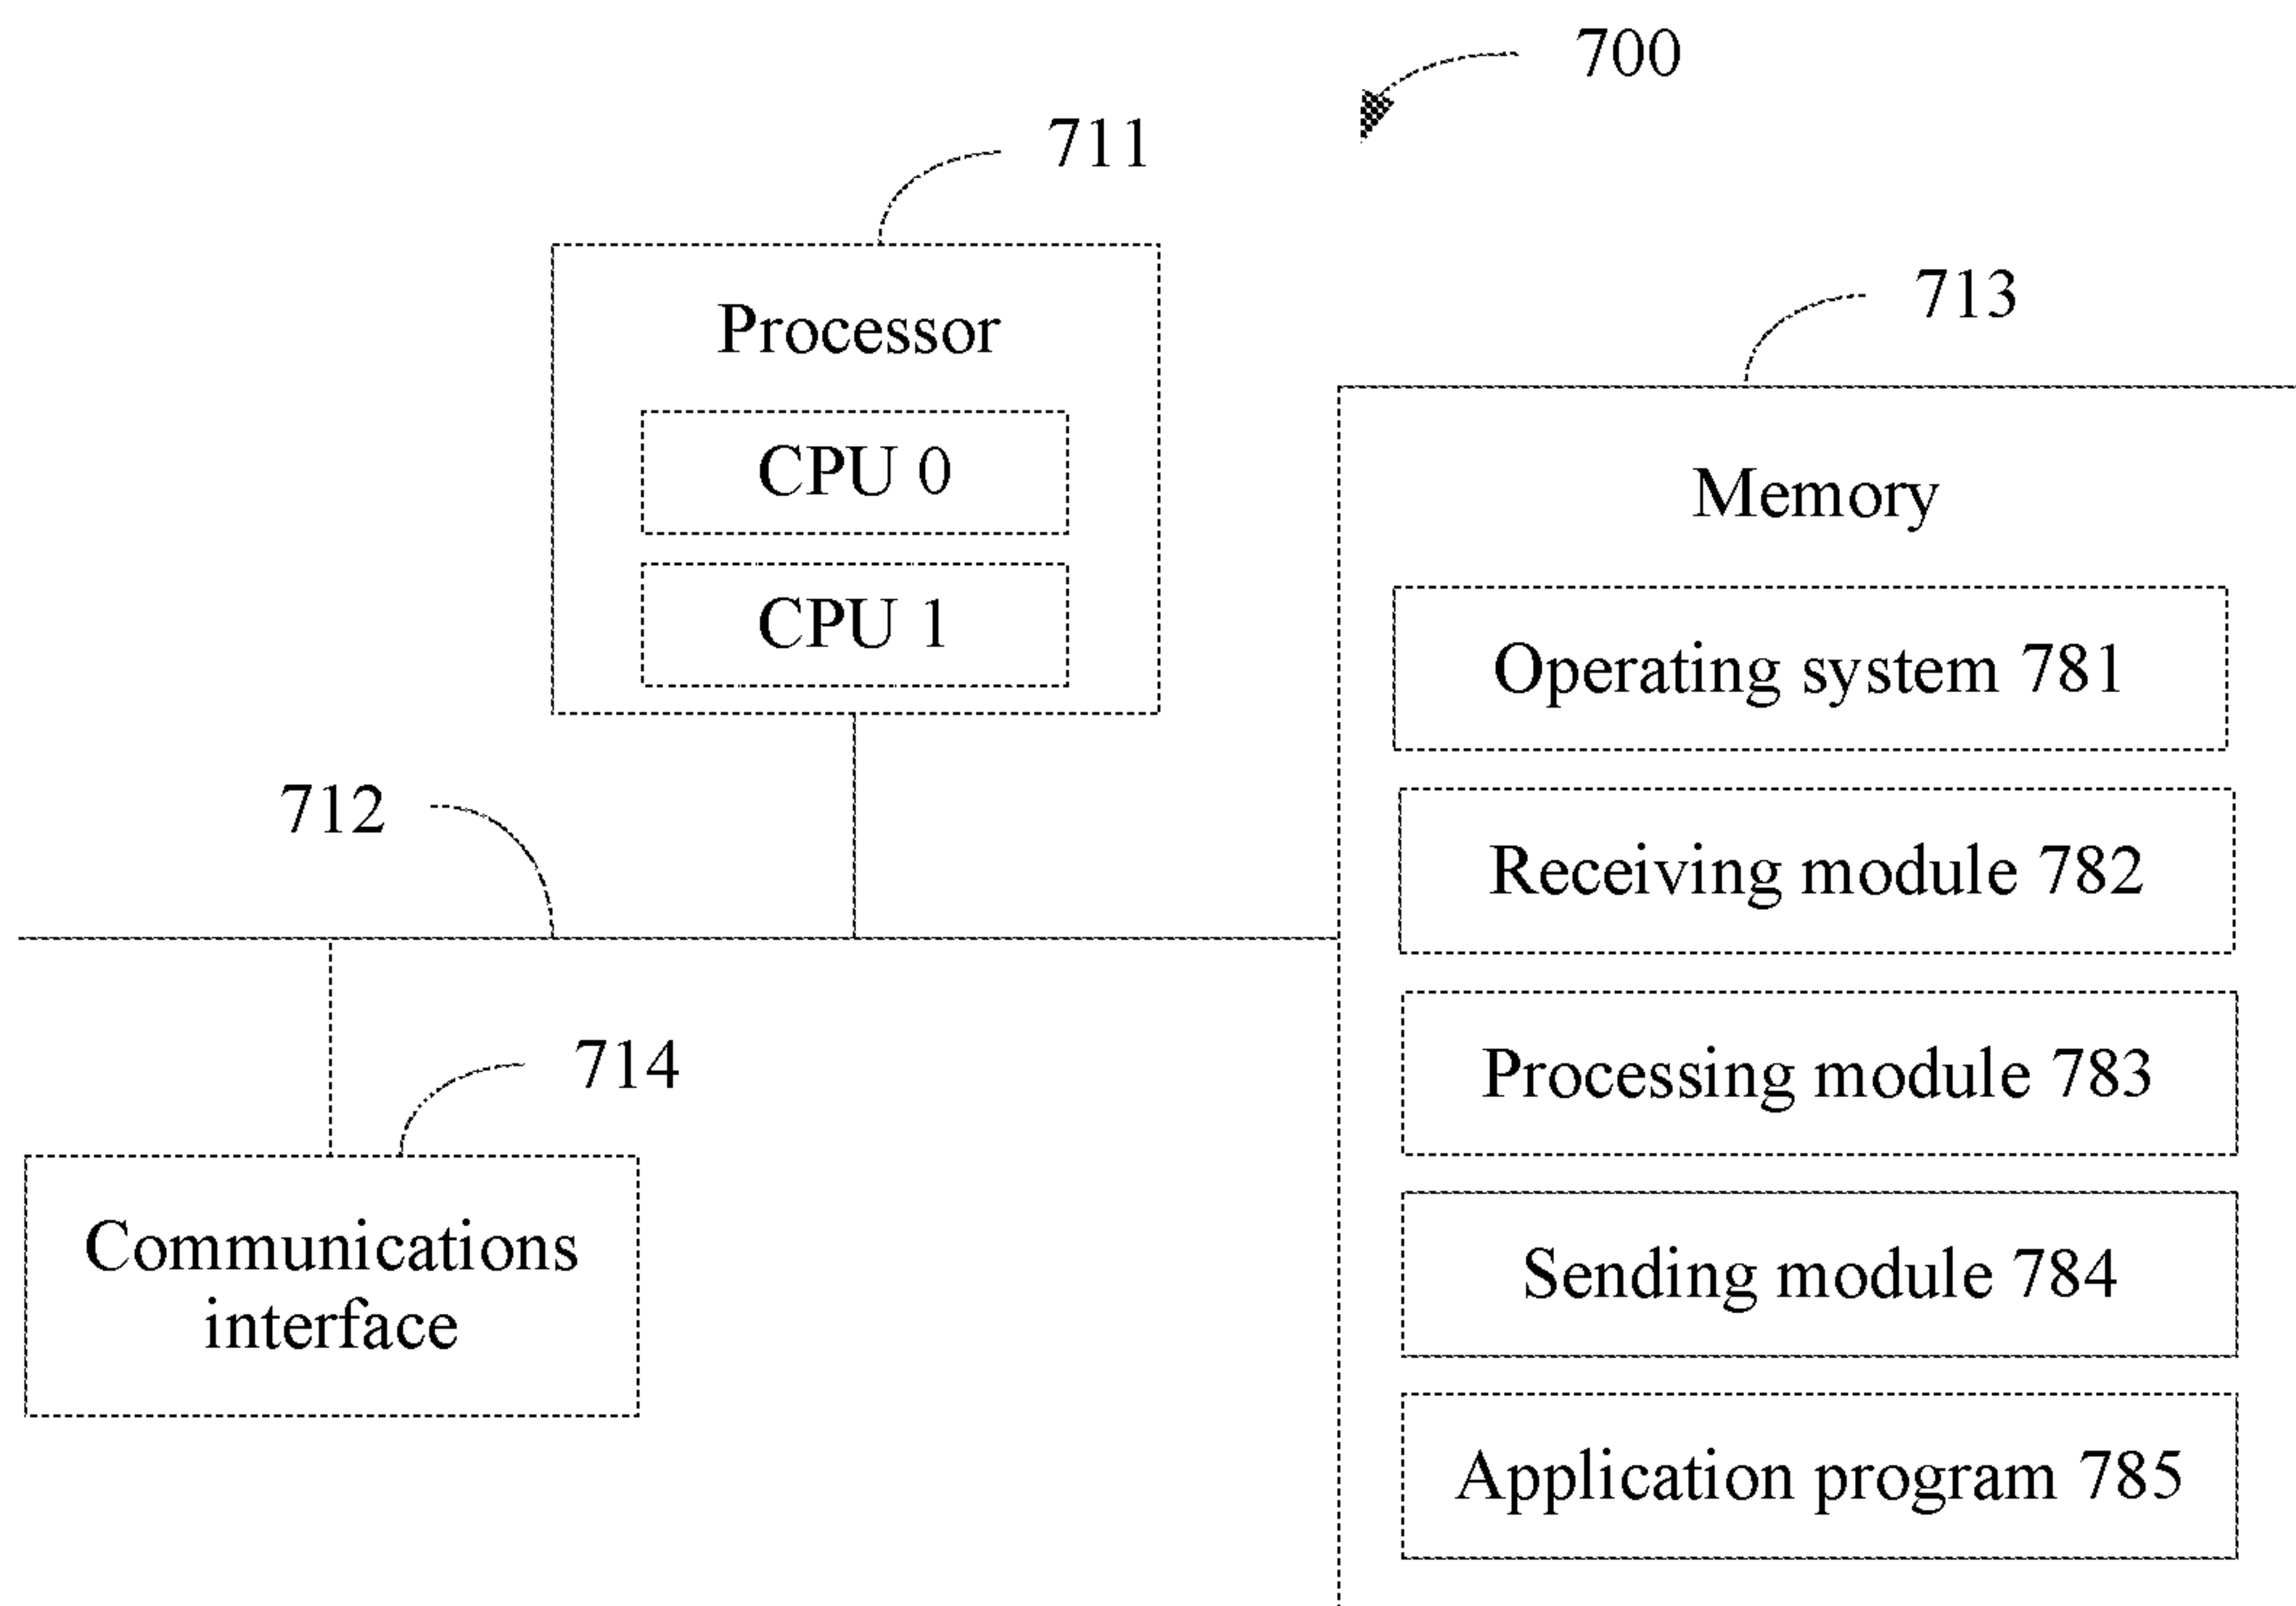 700
711
713
Processor
CPU 0
CPU 1
Memory
Operating system 781
712
Receiving module 782
714
Processing module 783
Communications
interface
Sending module 784
Application program 785